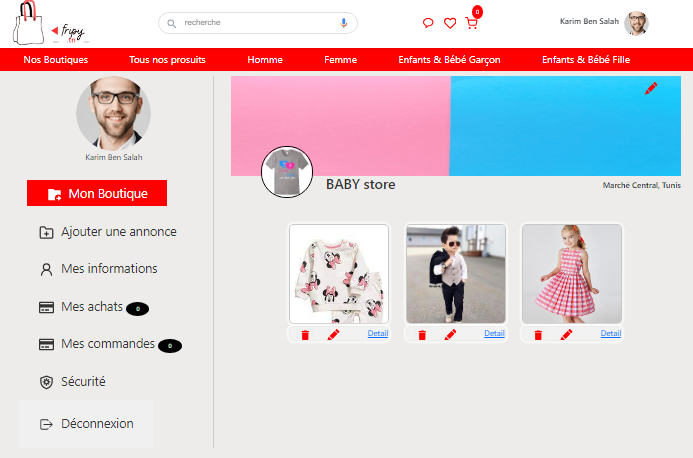 fripy
.tn
recherche
0
Karim Ben Salah
Nos Boutiques
Tous nos prosuits
Homme
Femme
Enfants & Bébé Garçon
Enfants & Bébé Fille
Karim Ben Salah
Mon Boutique
Ajouter une annonce
Mes informations
Mes achats 0
Mes commandes 0
Sécurité
Déconnexion
BABY store
Marché Central, Tunis
Detail
Detail
Detail